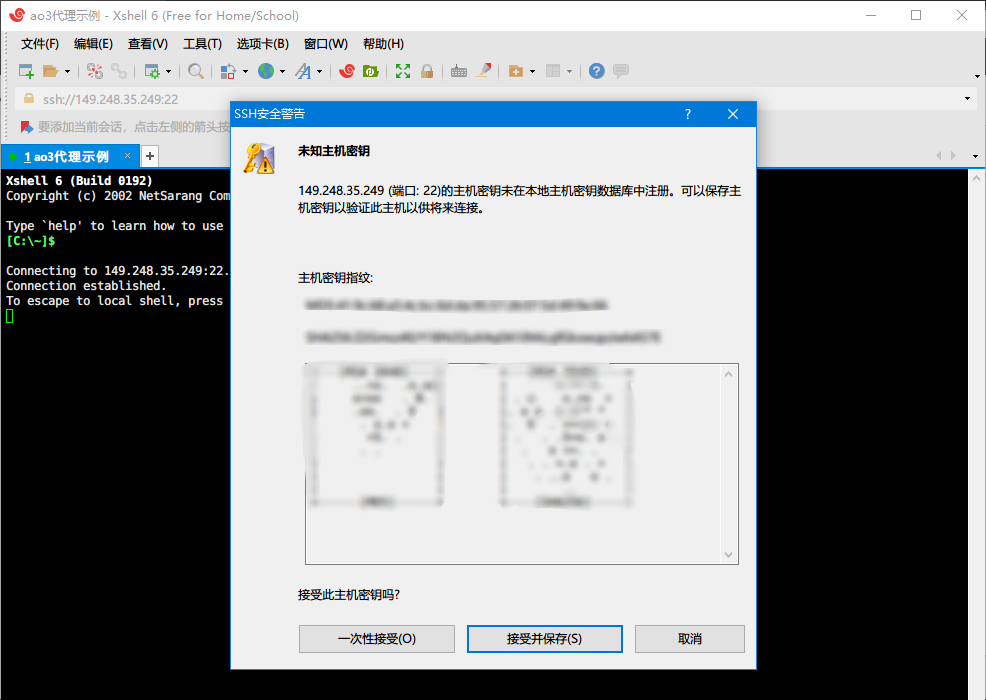 ao3代理示例 - Xshell 6 (Free for Home/School)
文件(F) 编辑(E) 查看(V) 工具(T) 选项卡(B) 窗口(W) 帮助(H)
ssh://149.248.35.249:22
要添加当前会话，点击左侧的箭头按
1 ao3代理示例
Xshell 6 (Build 0192)
Copyright (c) 2002 NetSarang Com
Type `help' to learn how to use
[C:\~]$
Connecting to 149.248.35.249:22.
Connection established.
To escape to local shell, press
SSH安全警告
未知主机密钥
149.248.35.249 (端口: 22)的主机密钥未在本地主机密钥数据库中注册。可以保存主
机密钥以验证此主机以供将来连接。
主机密钥指纹:
接受此主机密钥吗?
一次性接受(O) 接受并保存(S) 取消